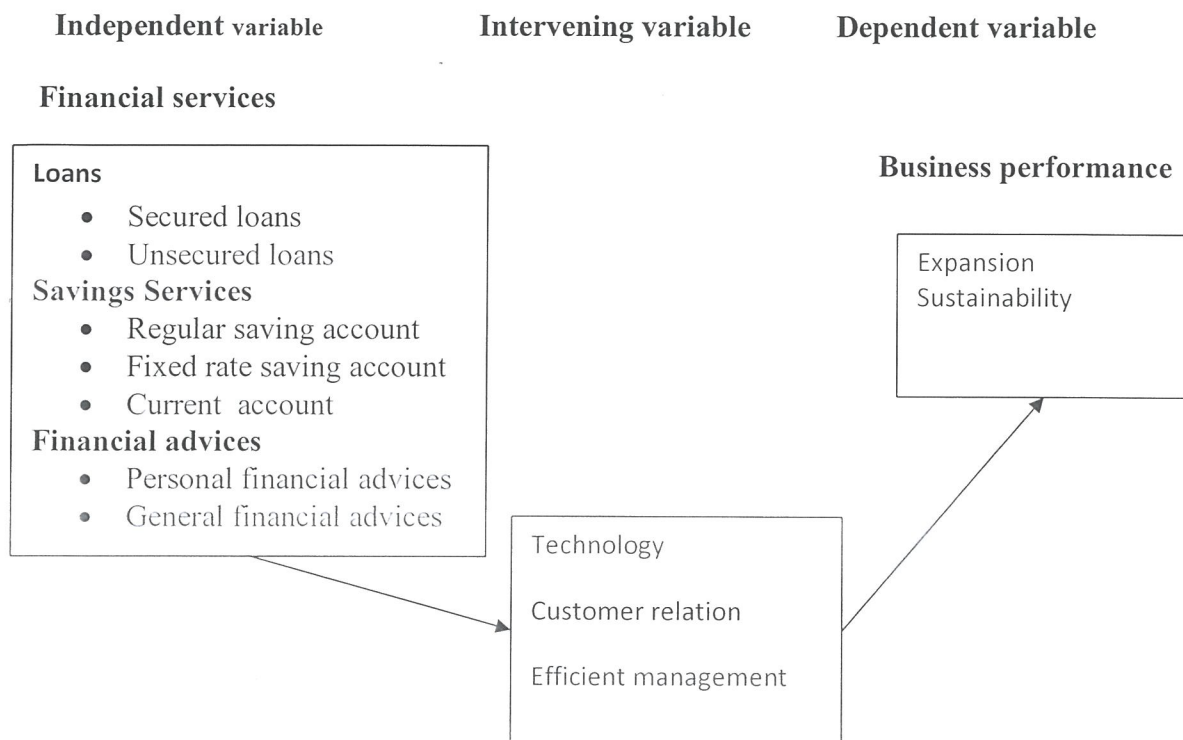 Independent variable Intervening variable Dependent variable
Financial services
Loans
• Secured loans
• Unsecured loans
Savings Services
• Regular saving account
• Fixed rate saving account
• Current account
Financial advices
• Personal financial advices
• General financial advices
Technology
Customer relation
Efficient management
Business performance
Expansion
Sustainability